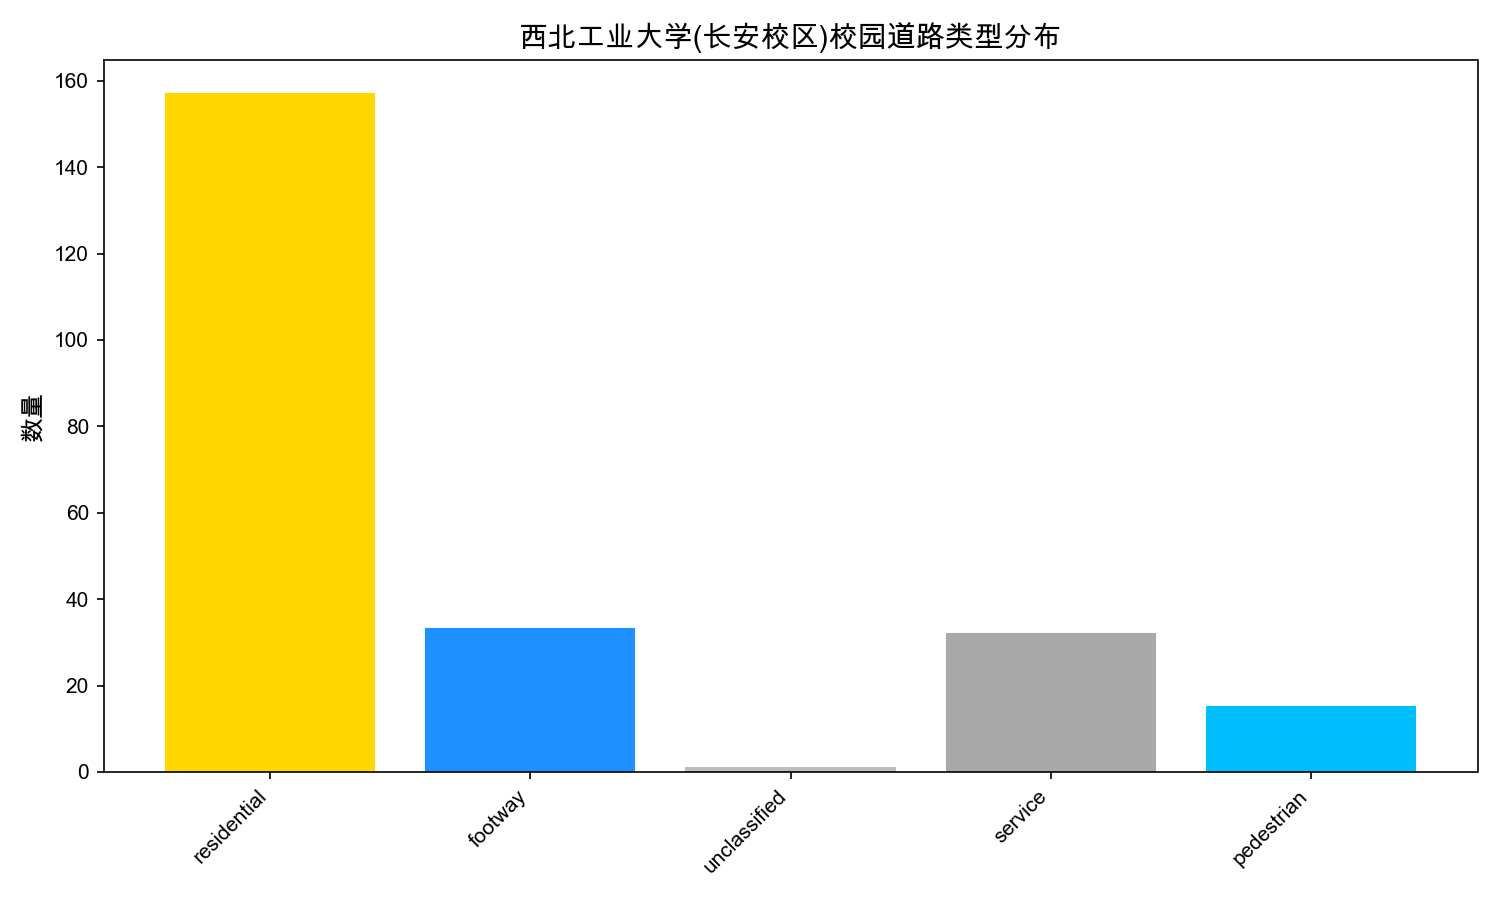 西北工业大学(长安校区)校园道路类型分布
数量
160
140
120
100
80
60
40
20
0
residential
footway
unclassified
service
pedestrian